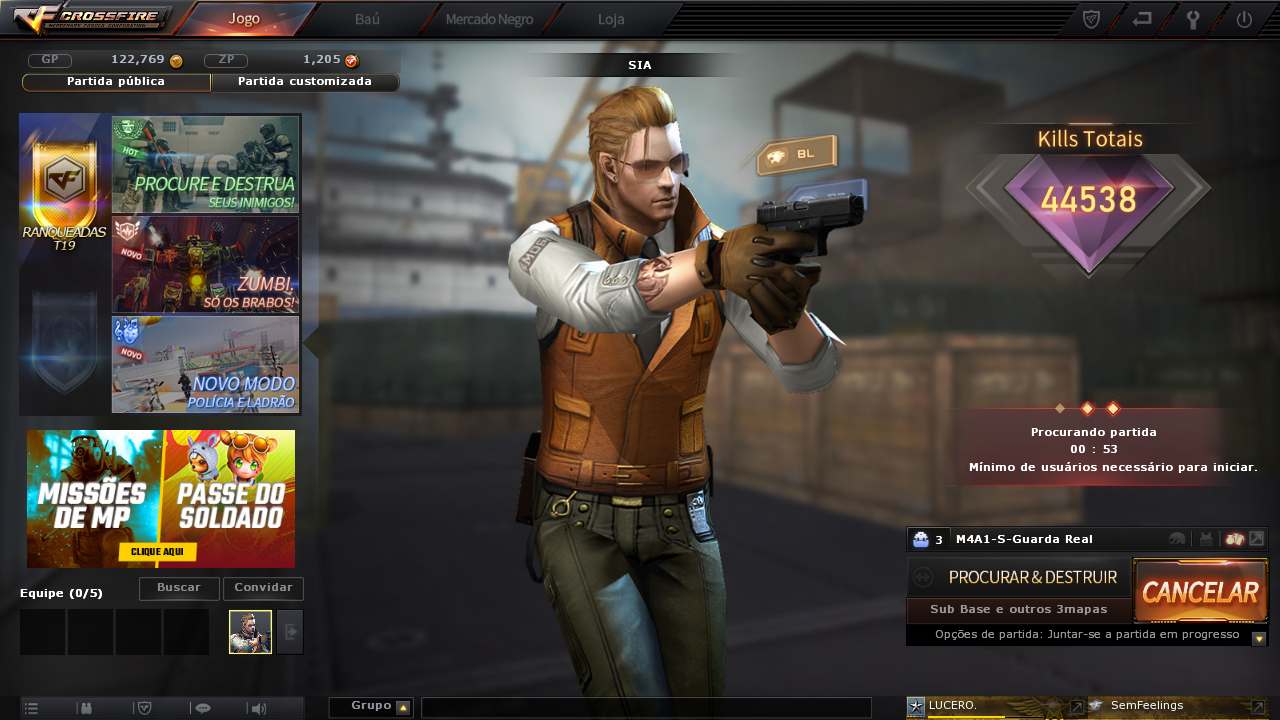 CROSSFIRE
Jogo
Baú
Mercado Negro
Loja
GP 122,769
ZP 1,205
Partida pública
Partida customizada
SIA
RANQUEADAS
T19
HOT
VS
PROCURE E DESTRUA
SEUS INIMIGOS!
NOVO
ZUMBI,
SÓ OS BRABOS!
NOVO
NOVO MODO
POLÍCIA E LADRÃO
MISSÕES
DE MP
PASSE DO
SOLDADO
CLIQUE AQUI
BL
Kills Totais
44538
Procurando partida
00 : 53
Mínimo de usuários necessário para iniciar.
3 M4A1-S-Guarda Real
PROCURAR & DESTRUIR
CANCELAR
Sub Base e outros 3mapas
Opções de partida: Juntar-se a partida em progresso
Equipe (0/5)
Buscar
Convidar
Grupo
LUCERO.
SemFeelings